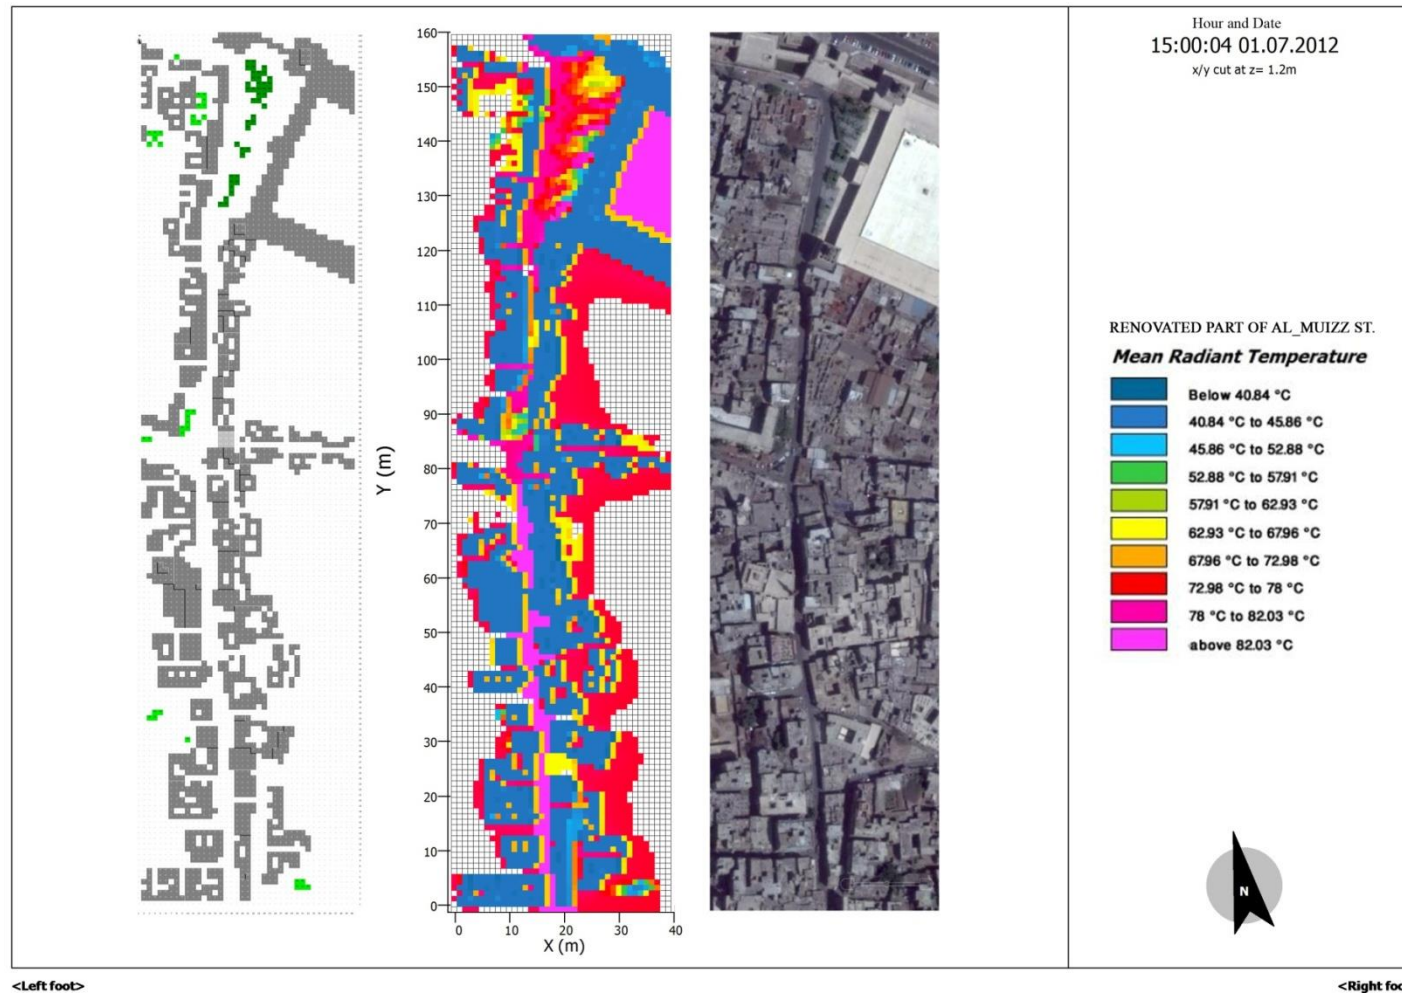 Hour and Date
15:00:04 01.07.2012
x/y cut at z= 1.2m
RENOVATED PART OF AL_MUIZZ ST.
Mean Radiant Temperature
Below 40.84 °C
40.84 °C to 45.86 °C
45.86 °C to 52.88 °C
52.88 °C to 57.91 °C
57.91 °C to 62.93 °C
62.93 °C to 67.96 °C
67.96 °C to 72.98 °C
72.98 °C to 78 °C
78 °C to 82.03 °C
above 82.03 °C
N
160
150
140
130
120
110
100
90
80
70
60
50
40
30
20
10
0
Y (m)
0 10 20 30 40
X (m)
<Left foot>
<Right foo